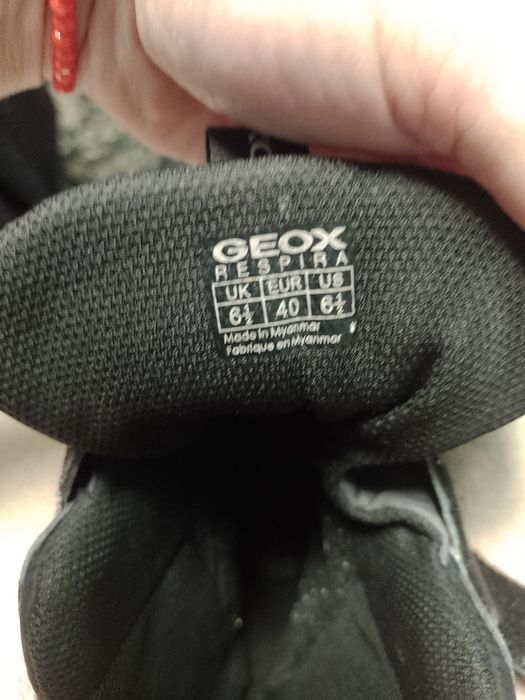 GEOX
RESPIRA
UK EUR US
6½ 40 6½
Made in Myanmar
Fabriqué en Myanmar